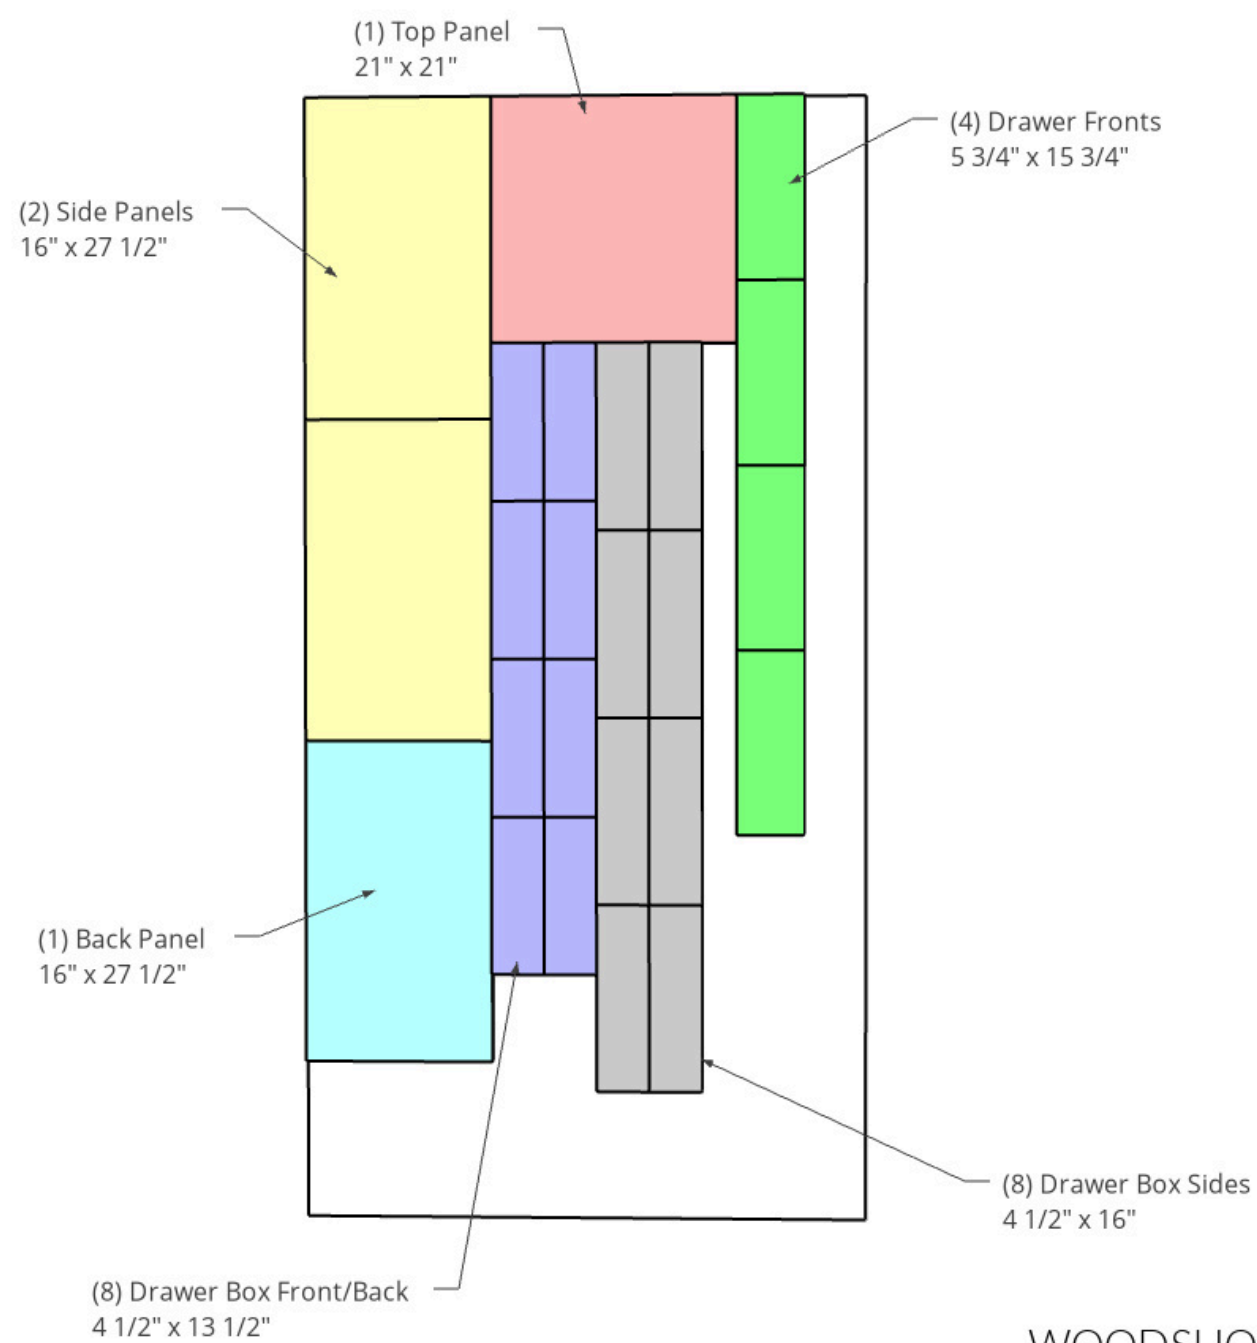 (1) Top Panel
21" x 21"
(4) Drawer Fronts
5 3/4" x 15 3/4"
(2) Side Panels
16" x 27 1/2"
(1) Back Panel
16" x 27 1/2"
(8) Drawer Box Sides
4 1/2" x 16"
(8) Drawer Box Front/Back
4 1/2" x 13 1/2"